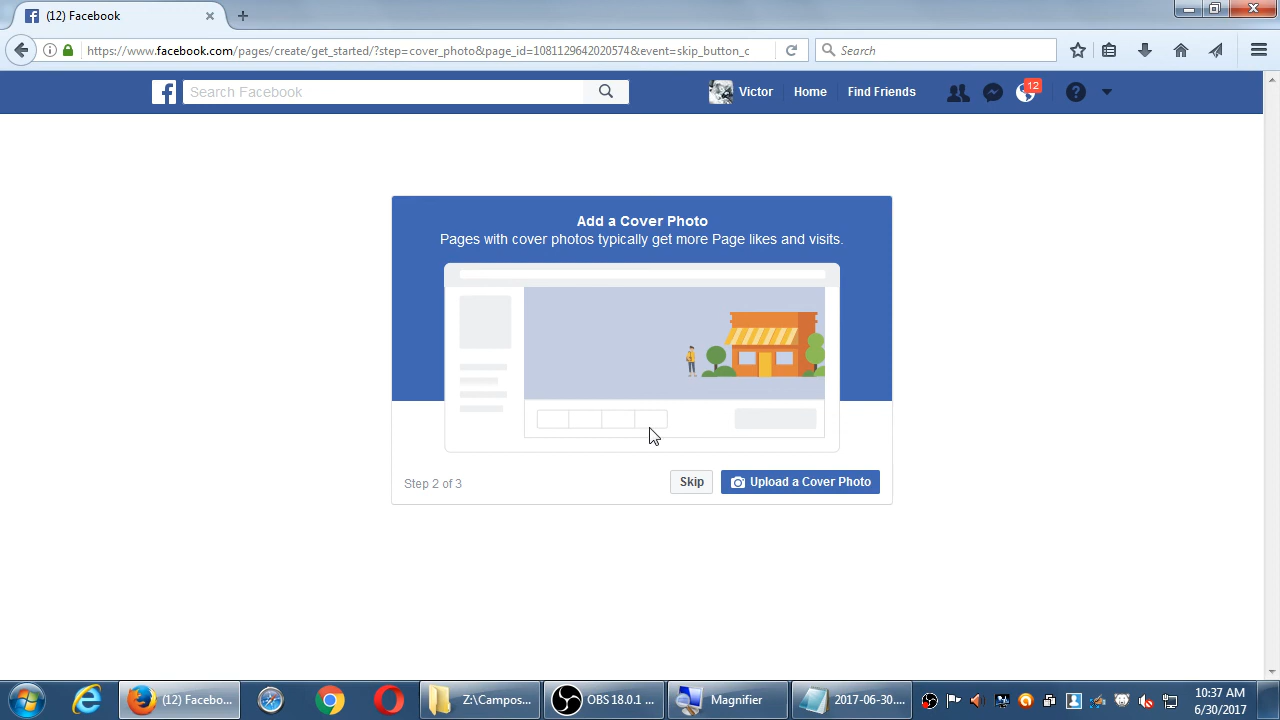 (12) Facebook
https://www.facebook.com/pages/create/get_started/?step=cover_photo&page_id=1081129642020574&event=skip_button_c
Search
Search Facebook
Victor
Home
Find Friends
12
Add a Cover Photo
Pages with cover photos typically get more Page likes and visits.
Step 2 of 3
Skip
Upload a Cover Photo
(12) Facebo...
Z:\Campos...
OBS 18.0.1 ...
Magnifier
2017-06-30....
10:37 AM
6/30/2017